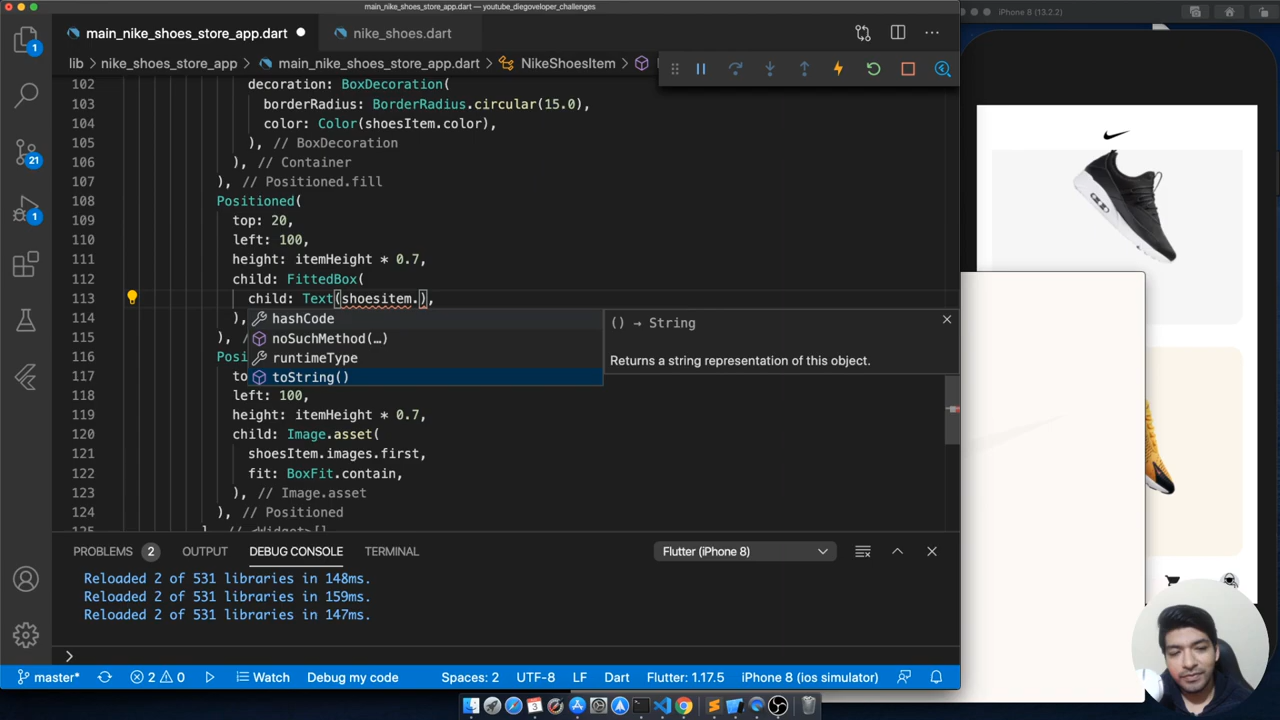 main_nike_shoes_store_app.dart — youtube_diegoveloper_challenges
iPhone 8 (13.2.2)
main_nike_shoes_store_app.dart
nike_shoes.dart
lib > nike_shoes_store_app > main_nike_shoes_store_app.dart > NikeShoesItem >
102 decoration: BoxDecoration(
103 borderRadius: BorderRadius.circular(15.0),
104 color: Color(shoesItem.color),
105 ), // BoxDecoration
106 ), // Container
107 ), // Positioned.fill
108 Positioned(
109 top: 20,
110 left: 100,
111 height: itemHeight * 0.7,
112 child: FittedBox(
113 child: Text(shoesitem.),
114 ),
115 ), //
116 Posi
117 to
118 left: 100,
119 height: itemHeight * 0.7,
120 child: Image.asset(
121 shoesItem.images.first,
122 fit: BoxFit.contain,
123 ), // Image.asset
124 ), // Positioned
125 ], // <Widget>[]
hashCode
noSuchMethod(…)
runtimeType
toString()
() → String
Returns a string representation of this object.
1
21
1
PROBLEMS 2 OUTPUT DEBUG CONSOLE TERMINAL
Flutter (iPhone 8)
Reloaded 2 of 531 libraries in 148ms.
Reloaded 2 of 531 libraries in 159ms.
Reloaded 2 of 531 libraries in 147ms.
>
master* 2 0 Watch Debug my code Spaces: 2 UTF-8 LF Dart Flutter: 1.17.5 iPhone 8 (ios simulator)
3